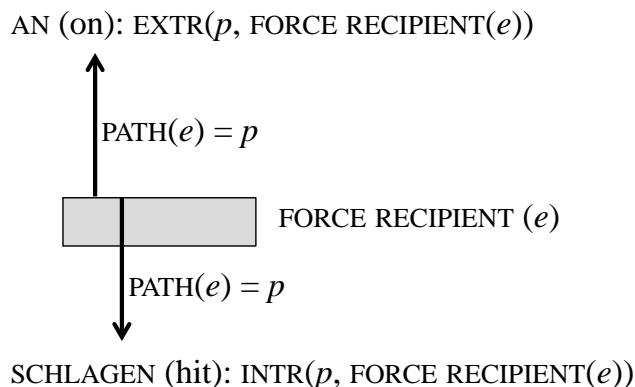 AN (on): EXTR(p, FORCE RECIPIENT(e))
PATH(e) = p
FORCE RECIPIENT (e)
PATH(e) = p
SCHLAGEN (hit): INTR(p, FORCE RECIPIENT(e))